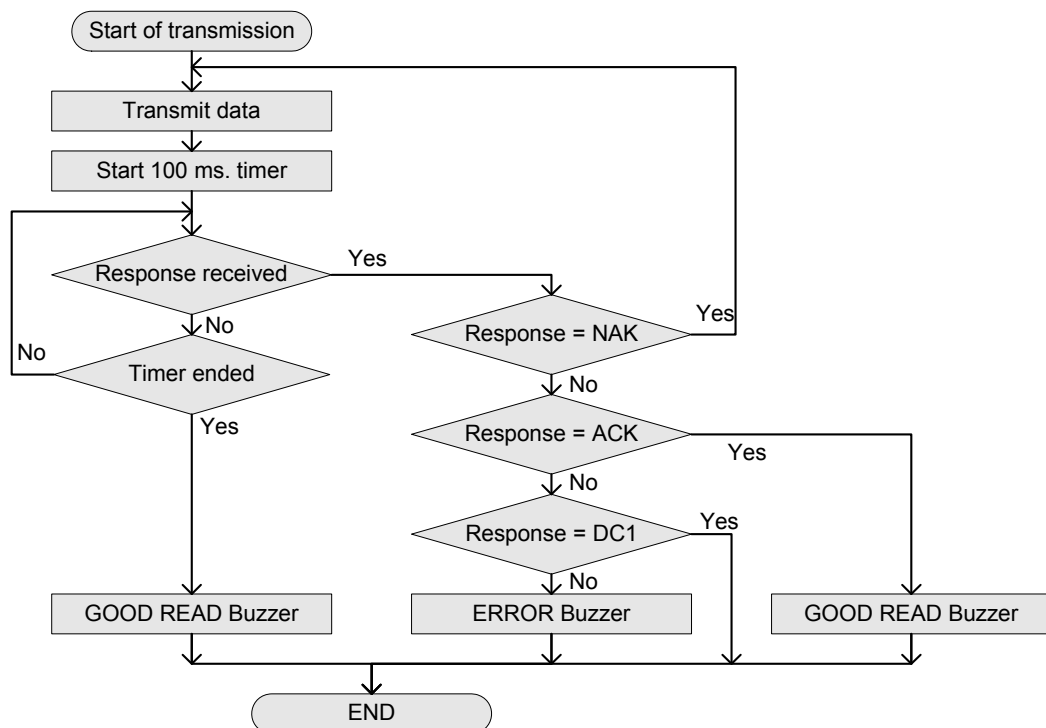 Start of transmission
Transmit data
Start 100 ms. timer
Response received
Yes
No
Response = NAK
Yes
No
Timer ended
No
Yes
Response = ACK
Yes
No
Response = DC1
Yes
No
GOOD READ Buzzer
ERROR Buzzer
GOOD READ Buzzer
END